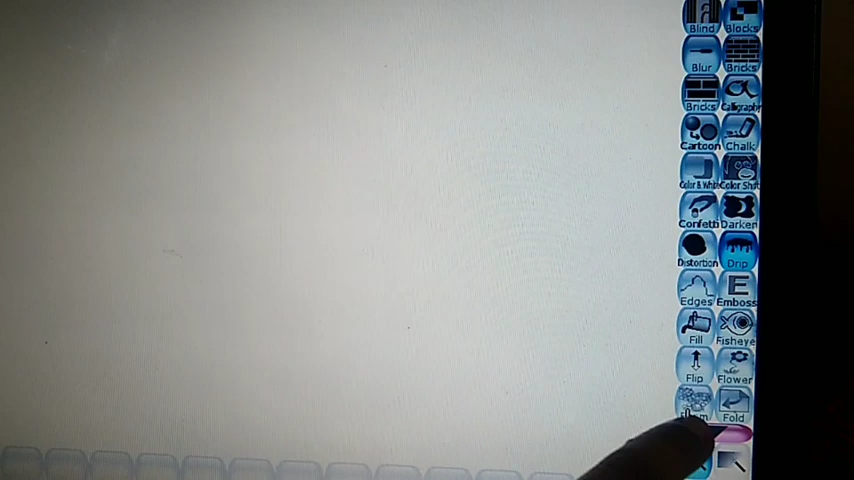 Blind Blocks
Blur Bricks
Bricks Calligraphy
Cartoon Chalk
Color & White Color Shift
Confetti Darken
Distortion Drip
Edges Emboss
Fill Fisheye
Flip Flower
Fold